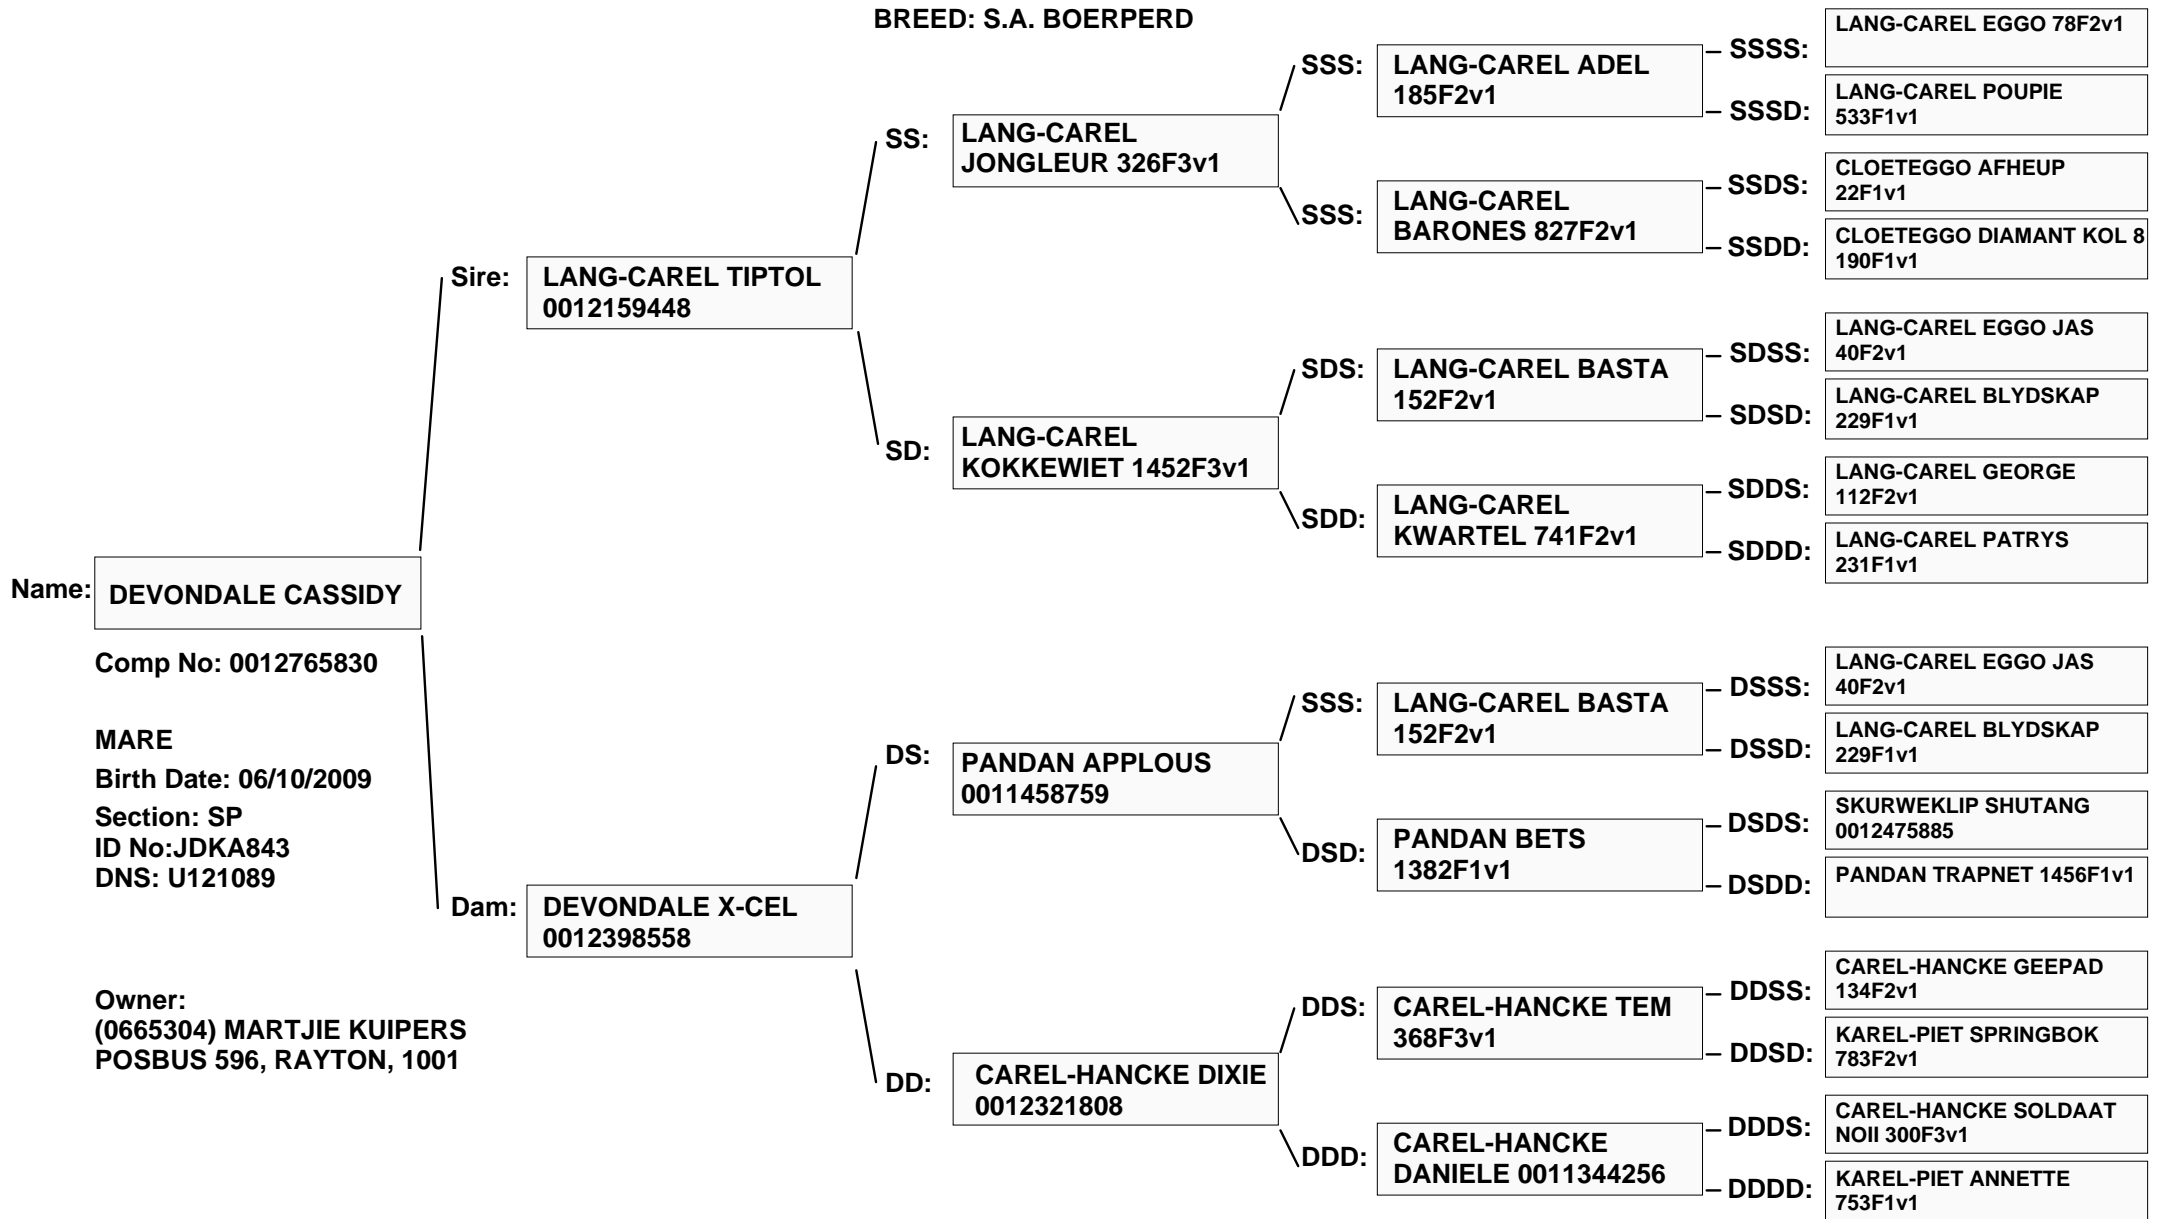 BREED: S.A. BOERPERD
Name:
DEVONDALE CASSIDY
Comp No: 0012765830
MARE
Birth Date: 06/10/2009
Section: SP
ID No:JDKA843
DNS: U121089
Owner:
(0665304) MARTJIE KUIPERS
POSBUS 596, RAYTON, 1001
Sire:
LANG-CAREL TIPTOL
0012159448
Dam:
DEVONDALE X-CEL
0012398558
SS:
LANG-CAREL
JONGLEUR 326F3v1
SD:
LANG-CAREL
KOKKEWIET 1452F3v1
DS:
PANDAN APPLOUS
0011458759
DD:
CAREL-HANCKE DIXIE
0012321808
SSS:
LANG-CAREL ADEL
185F2v1
SSS:
LANG-CAREL
BARONES 827F2v1
SDS:
LANG-CAREL BASTA
152F2v1
SDD:
LANG-CAREL
KWARTEL 741F2v1
SSS:
LANG-CAREL BASTA
152F2v1
DSD:
PANDAN BETS
1382F1v1
DDS:
CAREL-HANCKE TEM
368F3v1
DDD:
CAREL-HANCKE
DANIELE 0011344256
SSSS:
LANG-CAREL EGGO 78F2v1
SSSD:
LANG-CAREL POUPIE
533F1v1
SSDS:
CLOETEGGO AFHEUP
22F1v1
SSDD:
CLOETEGGO DIAMANT KOL 8
190F1v1
SDSS:
LANG-CAREL EGGO JAS
40F2v1
SDSD:
LANG-CAREL BLYDSKAP
229F1v1
SDDS:
LANG-CAREL GEORGE
112F2v1
SDDD:
LANG-CAREL PATRYS
231F1v1
DSSS:
LANG-CAREL EGGO JAS
40F2v1
DSSD:
LANG-CAREL BLYDSKAP
229F1v1
DSDS:
SKURWEKLIP SHUTANG
0012475885
DSDD:
PANDAN TRAPNET 1456F1v1
DDSS:
CAREL-HANCKE GEEPAD
134F2v1
DDSD:
KAREL-PIET SPRINGBOK
783F2v1
DDDS:
CAREL-HANCKE SOLDAAT
NOII 300F3v1
DDDD:
KAREL-PIET ANNETTE
753F1v1